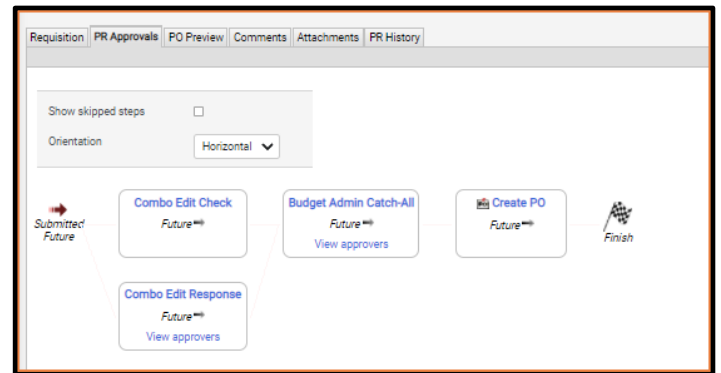 Requisition PR Approvals PO Preview Comments Attachments PR History
Show skipped steps
Orientation Horizontal
Submitted
Future
Combo Edit Check
Future
Combo Edit Response
Future
View approvers
Budget Admin Catch-All
Future
View approvers
Create PO
Future
Finish